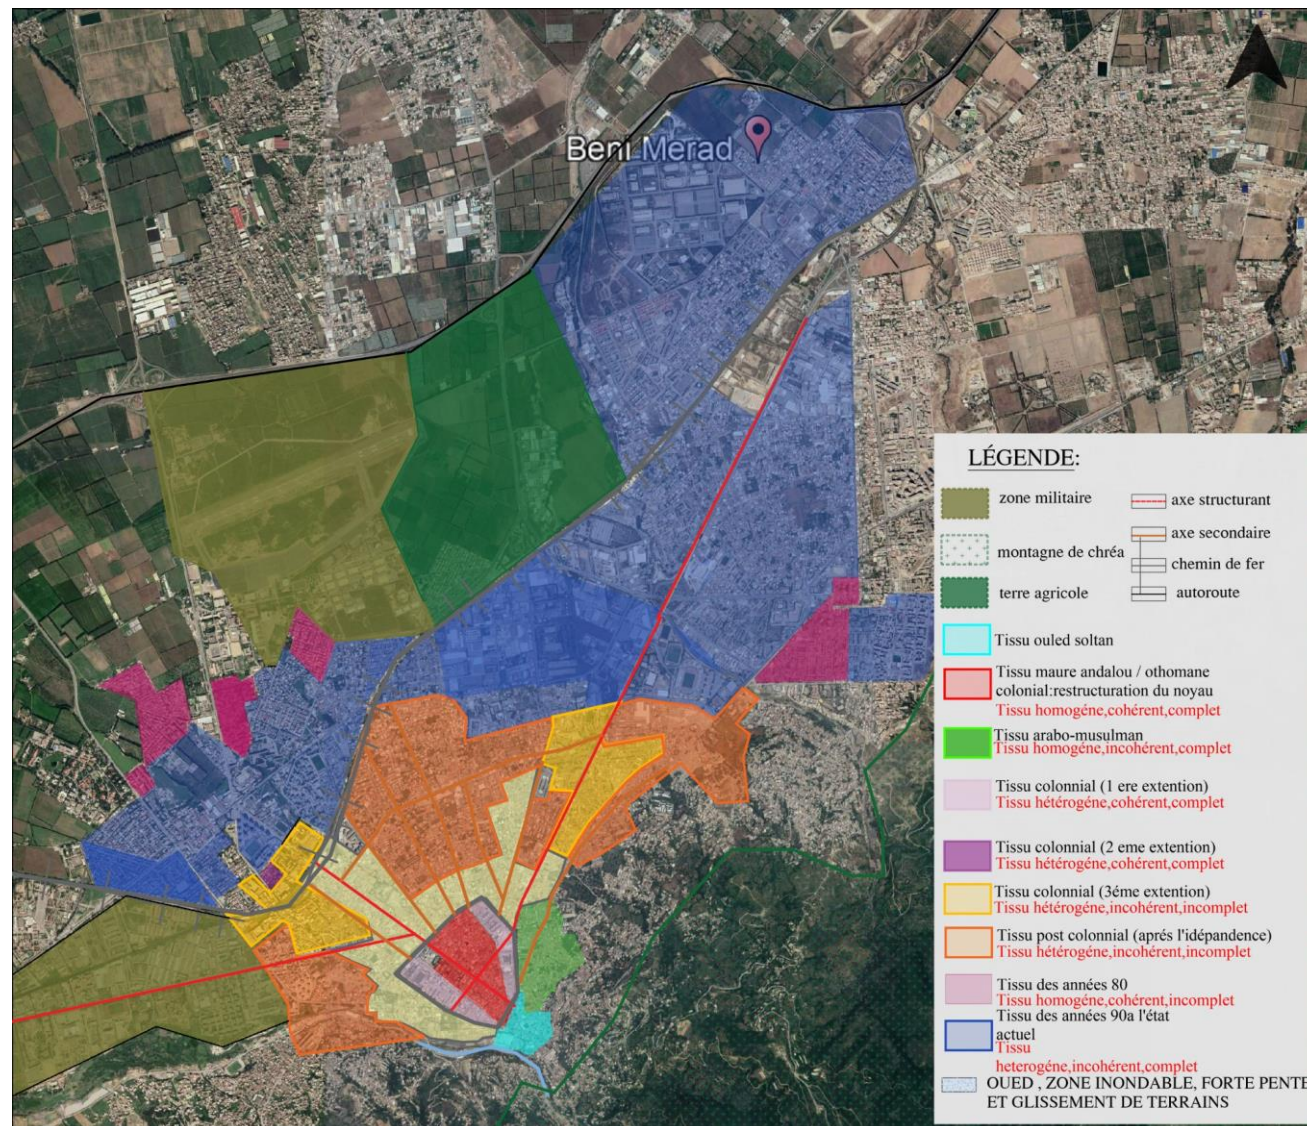 Beni Merad
LÉGENDE:
zone militaire
axe structurant
axe secondaire
montagne de chréa
chemin de fer
terre agricole
autoroute
Tissu ouled soltan
Tissu maure andalou / othomane
colonial:restructuration du noyau
Tissu homogéne,cohérent,complet
Tissu arabo-musulman
Tissu homogéne,incohérent,complet
Tissu colonnial (1 ere extention)
Tissu hétérogéne,cohérent,complet
Tissu colonnial (2 eme extention)
Tissu hétérogéne,cohérent,complet
Tissu colonnial (3éme extention)
Tissu hétérogéne,incohérent,incomplet
Tissu post colonnial (aprés l'idépandence)
Tissu hétérogéne,incohérent,incomplet
Tissu des années 80
Tissu homogéne,cohérent,incomplet
Tissu des années 90a l'état
actuel
Tissu
heterogéne,incohérent,complet
OUED , ZONE INONDABLE, FORTE PENTE
ET GLISSEMENT DE TERRAINS